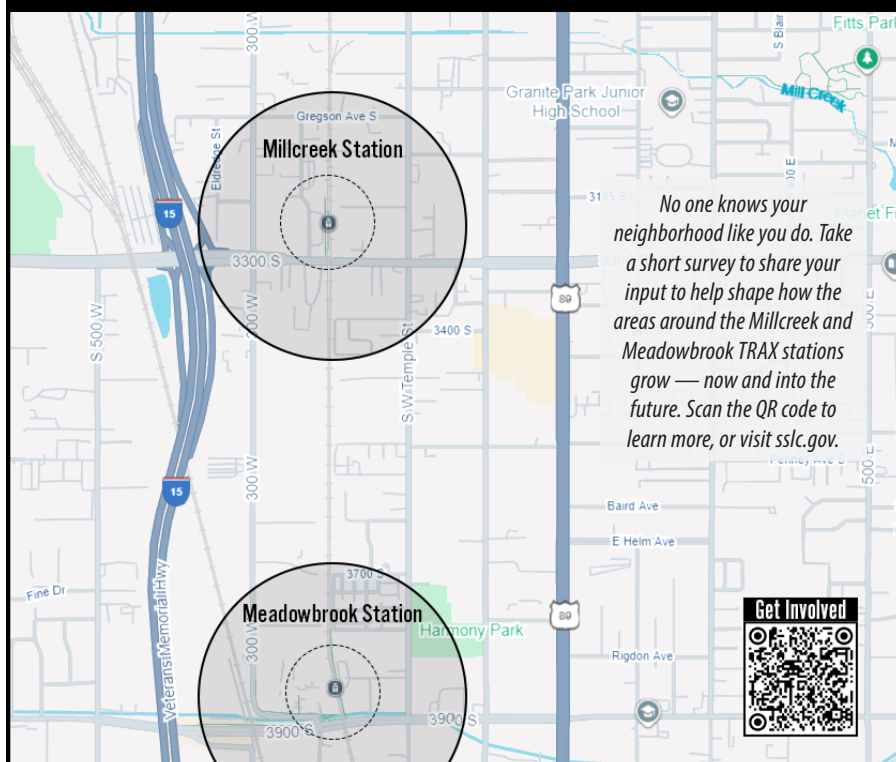 300 W
S Blair
Fitts Park
Granite Park Junior
High School
Mill Creek
Gregson Ave S
Eldredge St
Millcreek Station
15
3300 S
300 W
S 500 W
3400 S
S W Temple St
89
400 E
No one knows your
neighborhood like you do. Take
a short survey to share your
input to help shape how the
areas around the Millcreek and
Meadowbrook TRAX stations
grow — now and into the
future. Scan the QR code to
learn more, or visit sslc.gov.
500 E
500 E
15
300 W
Baird Ave
E Helm Ave
Fine Dr
Veterans Memorial Hwy
3700 S
Meadowbrook Station
300 W
Harmony Park
89
Rigdon Ave
3900 S
3900 S
Get Involved